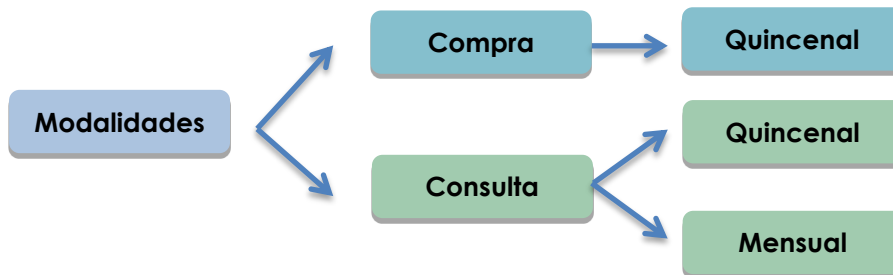 Modalidades
Compra
Quincenal
Consulta
Quincenal
Mensual